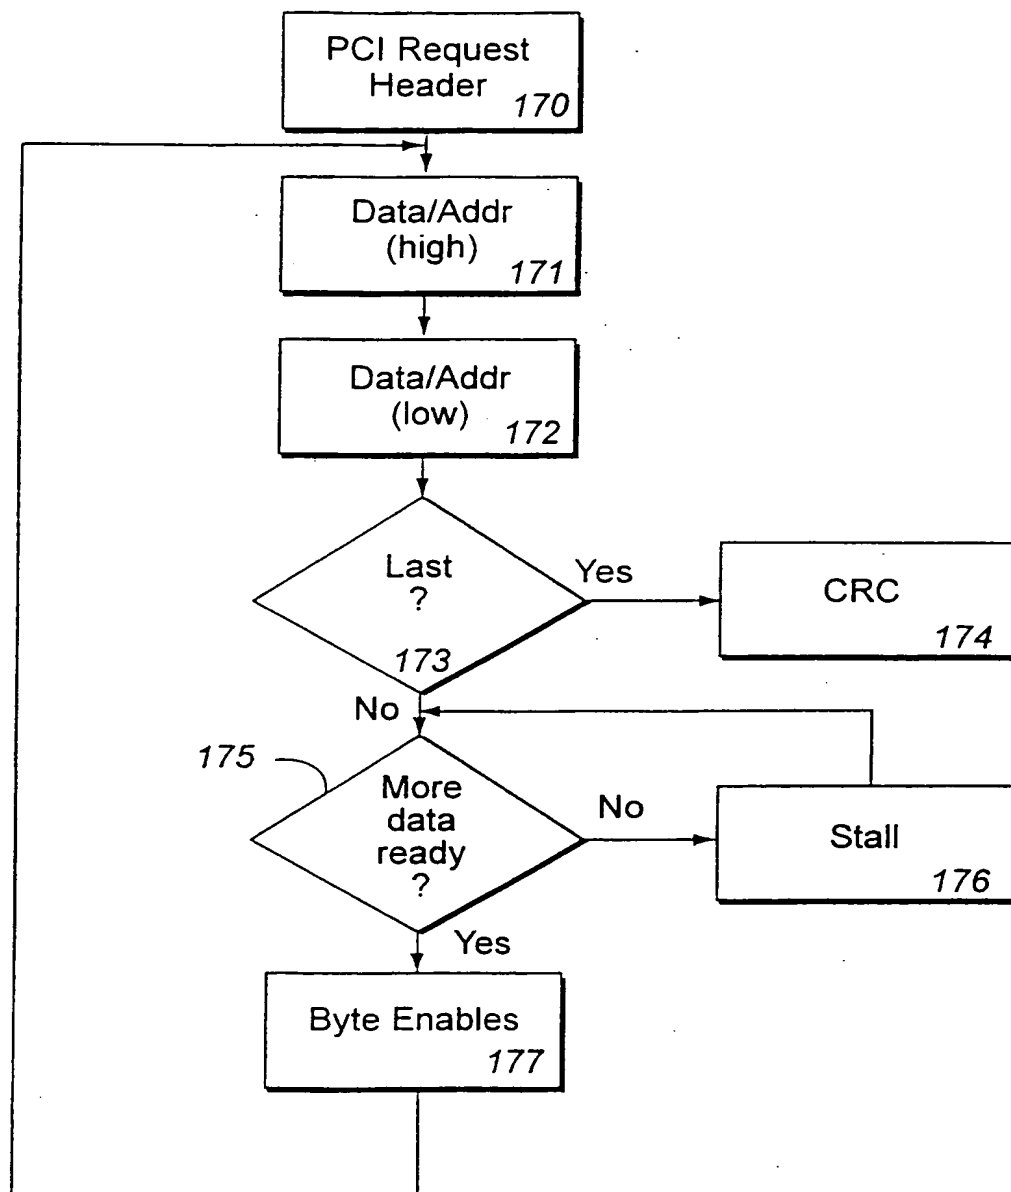 PCI Request
Header
170
Data/Addr
(high)
171
Data/Addr
(low)
172
Last
?
173
Yes
CRC
174
No
175
More
data
ready
?
No
Stall
176
Yes
Byte Enables
177